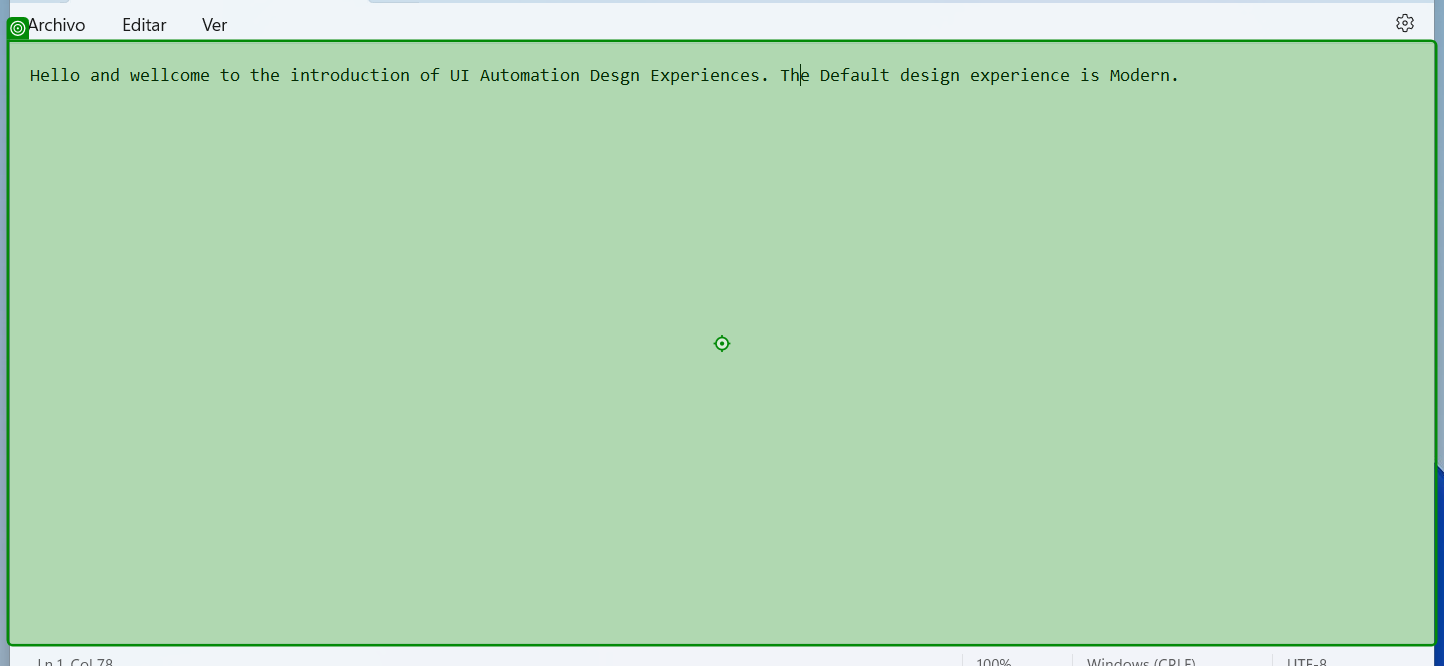 Archivo Editar Ver
Hello and wellcome to the introduction of UI Automation Desgn Experiences. The Default design experience is Modern.
Ln 1, Col 78 100% Windows (CRLF) UTF-8